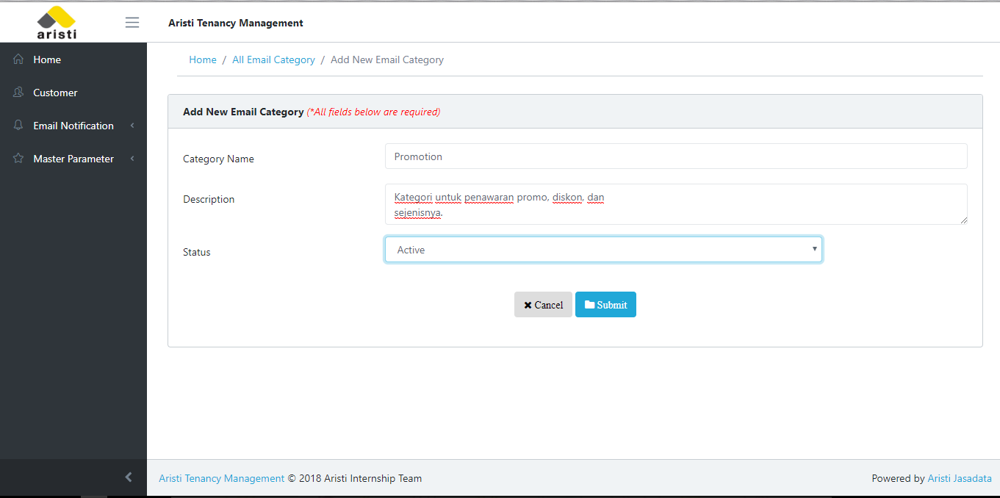 aristi
Aristi Tenancy Management
Home
Customer
Email Notification
Master Parameter
Home / All Email Category / Add New Email Category
Add New Email Category (*All fields below are required)
Category Name
Promotion
Description
Kategori untuk penawaran promo, diskon, dan
sejenisnya.
Status
Active
Cancel
Submit
Aristi Tenancy Management © 2018 Aristi Internship Team
Powered by Aristi Jasadata